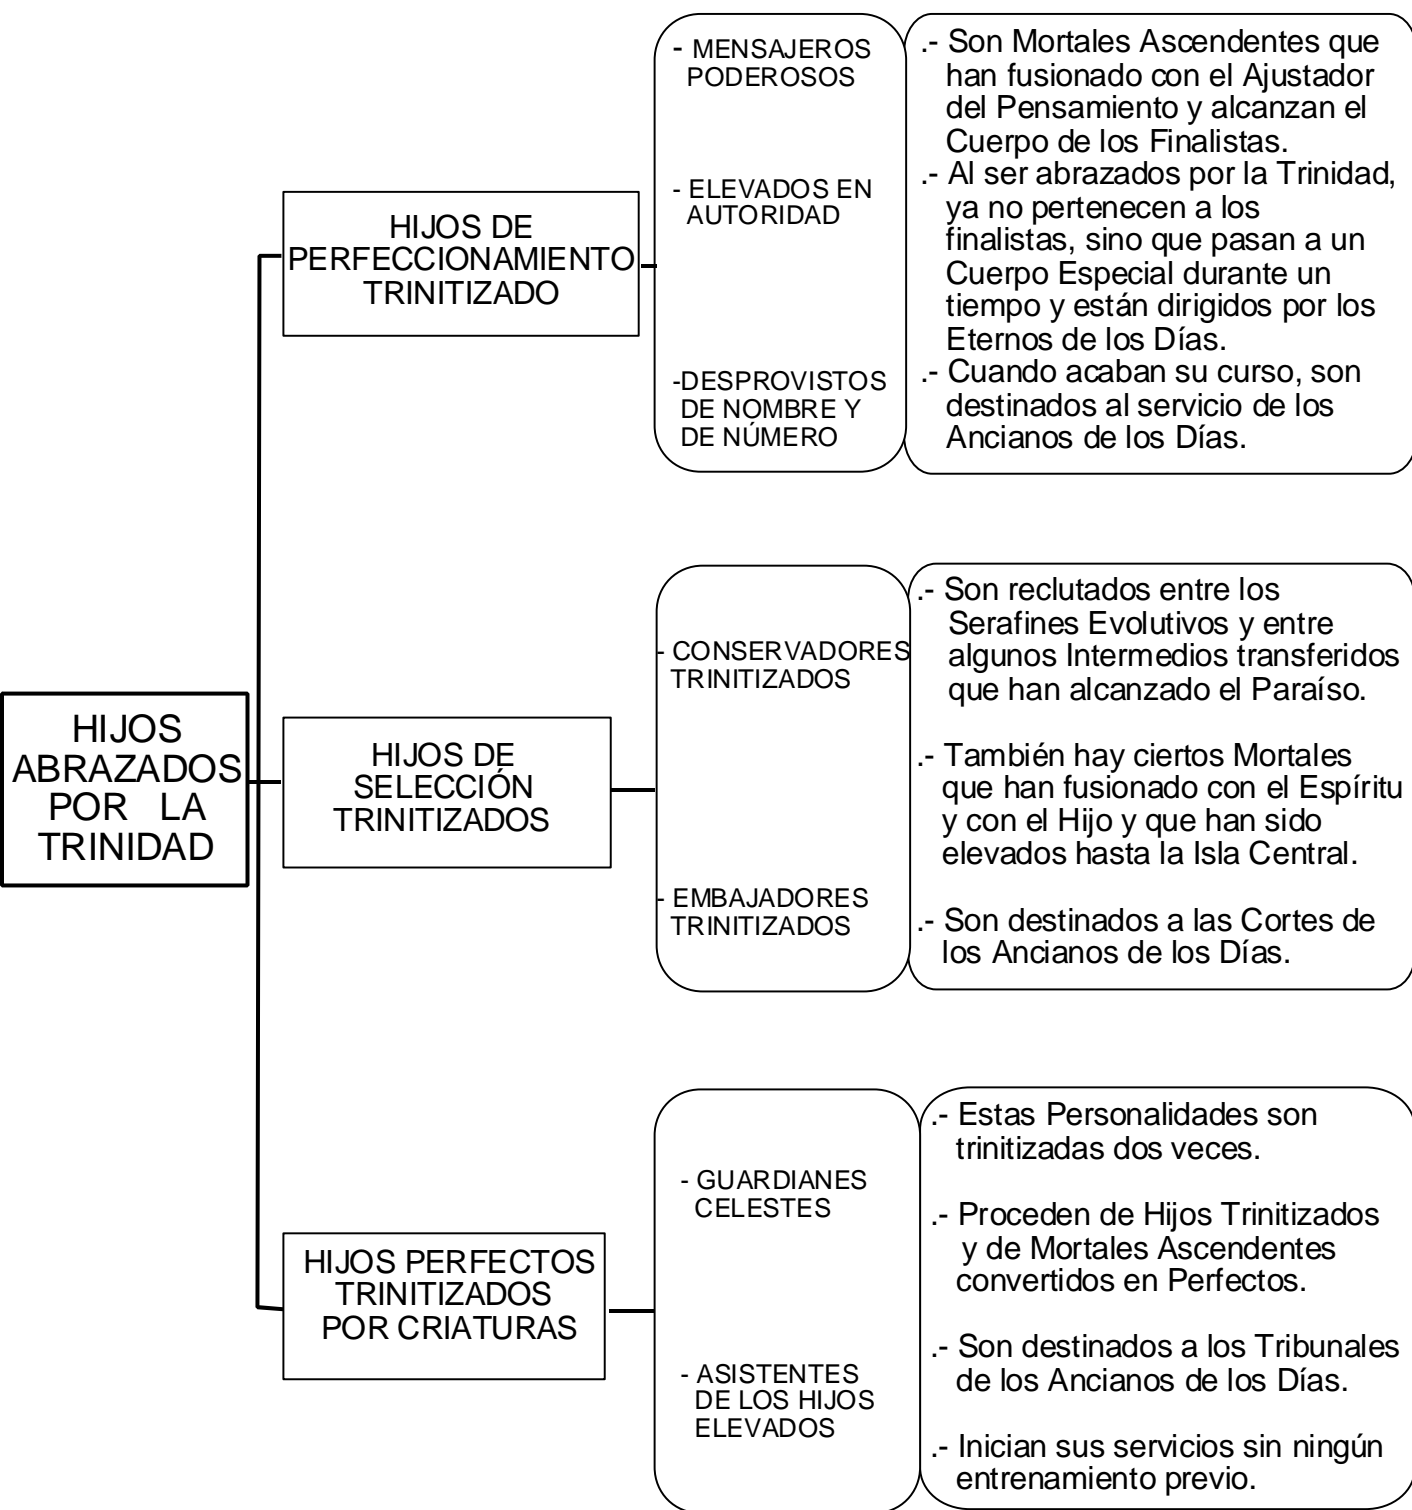 HIJOS
ABRAZADOS
POR LA
TRINIDAD
HIJOS DE
PERFECCIONAMIENTO
TRINITIZADO
- MENSAJEROS
PODEROSOS
- ELEVADOS EN
AUTORIDAD
-DESPROVISTOS
DE NOMBRE Y
DE NÚMERO
.- Son Mortales Ascendentes que
han fusionado con el Ajustador
del Pensamiento y alcanzan el
Cuerpo de los Finalistas.
.- Al ser abrazados por la Trinidad,
ya no pertenecen a los
finalistas, sino que pasan a un
Cuerpo Especial durante un
tiempo y están dirigidos por los
Eternos de los Días.
.- Cuando acaban su curso, son
destinados al servicio de los
Ancianos de los Días.
HIJOS DE
SELECCIÓN
TRINITIZADOS
- CONSERVADORES
TRINITIZADOS
- EMBAJADORES
TRINITIZADOS
.- Son reclutados entre los
Serafines Evolutivos y entre
algunos Intermedios transferidos
que han alcanzado el Paraíso.
.- También hay ciertos Mortales
que han fusionado con el Espíritu
y con el Hijo y que han sido
elevados hasta la Isla Central.
.- Son destinados a las Cortes de
los Ancianos de los Días.
HIJOS PERFECTOS
TRINITIZADOS
POR CRIATURAS
- GUARDIANES
CELESTES
- ASISTENTES
DE LOS HIJOS
ELEVADOS
.- Estas Personalidades son
trinitizadas dos veces.
.- Proceden de Hijos Trinitizados
y de Mortales Ascendentes
convertidos en Perfectos.
.- Son destinados a los Tribunales
de los Ancianos de los Días.
.- Inician sus servicios sin ningún
entrenamiento previo.